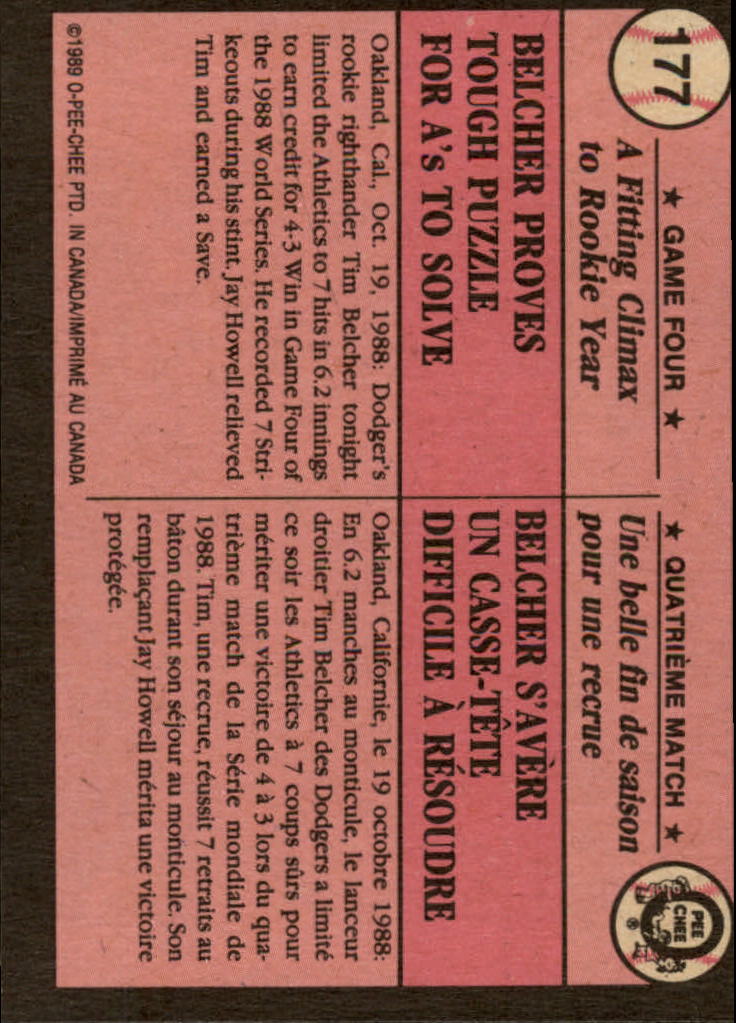 177
★ GAME FOUR ★
A Fitting Climax
to Rookie Year
BELCHER PROVES
TOUGH PUZZLE
FOR A's TO SOLVE
Oakland, Cal., Oct. 19, 1988: Dodger's
rookie righthander Tim Belcher tonight
limited the Athletics to 7 hits in 6.2 innings
to earn credit for 4-3 Win in Game Four of
the 1988 World Series. He recorded 7 Stri-
keouts during his stint. Jay Howell relieved
Tim and earned a Save.
★ QUATRIÈME MATCH ★
Une belle fin de saison
pour une recrue
BELCHER S'AVÈRE
UN CASSE-TÊTE
DIFFICILE À RÉSOUDRE
Oakland, Californie, le 19 octobre 1988:
En 6.2 manches au monticule, le lanceur
droitier Tim Belcher des Dodgers a limité
ce soir les Athletics à 7 coups sûrs pour
mériter une victoire de 4 à 3 lors du qua-
trième match de la Série mondiale de
1988. Tim, une recrue, réussit 7 retraits au
bâton durant son séjour au monticule. Son
remplaçant Jay Howell mérita une victoire
protégée.
O
PEE
CHEE
®
©1989 O-PEE-CHEE PTD. IN CANADA/IMPRIMÉ AU CANADA